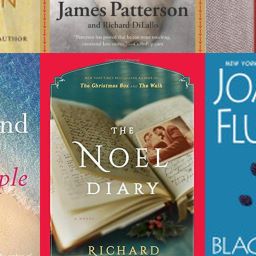 N
AUTHOR
James Patterson
and Richard DiLallo
NEW YORK TIMES BESTSELLING AUTHOR OF
The Christmas Box and The Walk
THE
NOEL
DIARY
A NOVEL
RICHARD
nd
ple
NEW YORK
JOA
FLU
BLAC